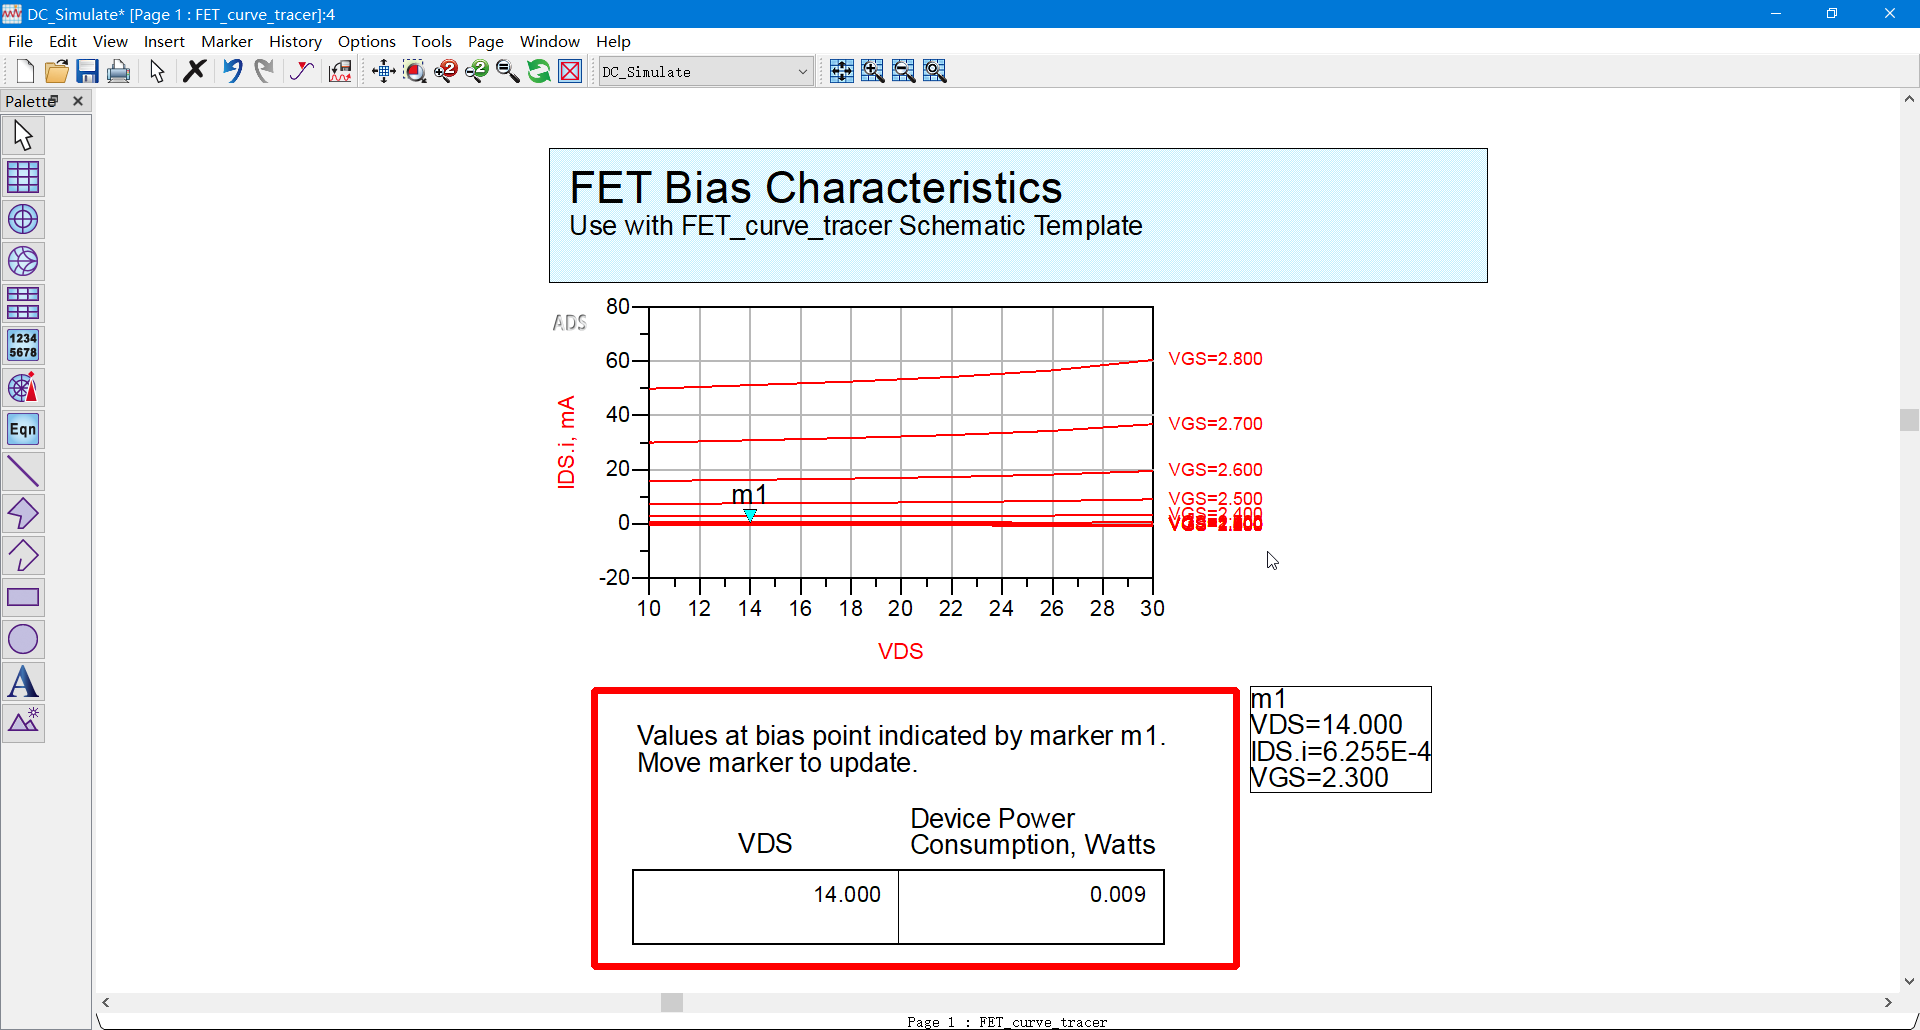 DC_Simulate* [Page 1 : FET_curve_tracer]:4
File Edit View Insert Marker History Options Tools Page Window Help
DC_Simulate
Palette
1234
5678
Eqn
A
FET Bias Characteristics
Use with FET_curve_tracer Schematic Template
ADS
80
60
40
20
0
-20
IDS.i, mA
m1
VGS=2.800
VGS=2.700
VGS=2.600
VGS=2.500
VGS=2.400
10 12 14 16 18 20 22 24 26 28 30
VDS
Values at bias point indicated by marker m1.
Move marker to update.
VDS
Device Power
Consumption, Watts
14.000 0.009
m1
VDS=14.000
IDS.i=6.255E-4
VGS=2.300
Page 1 : FET_curve_tracer